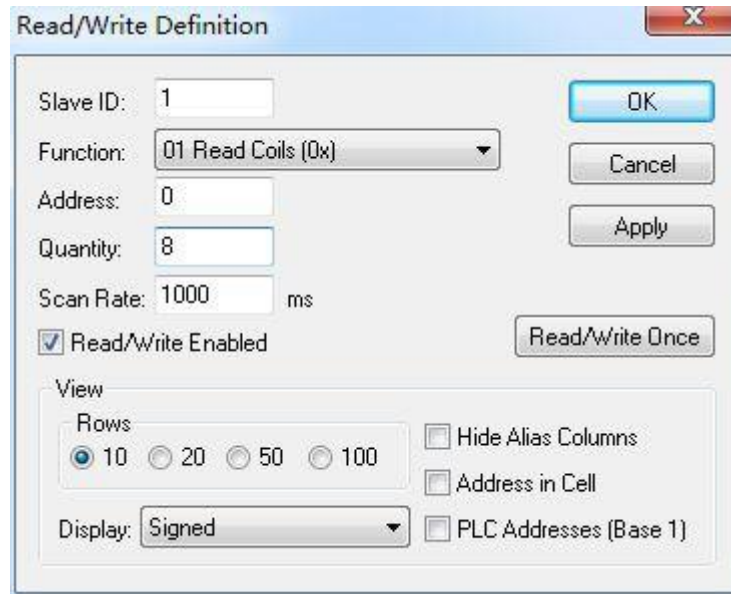 Read/Write Definition
Slave ID: 1
OK
Function: 01 Read Coils (0x)
Cancel
Address: 0
Apply
Quantity: 8
Scan Rate: 1000 ms
Read/Write Enabled
Read/Write Once
View
Rows
10 20 50 100
Hide Alias Columns
Address in Cell
Display: Signed
PLC Addresses (Base 1)